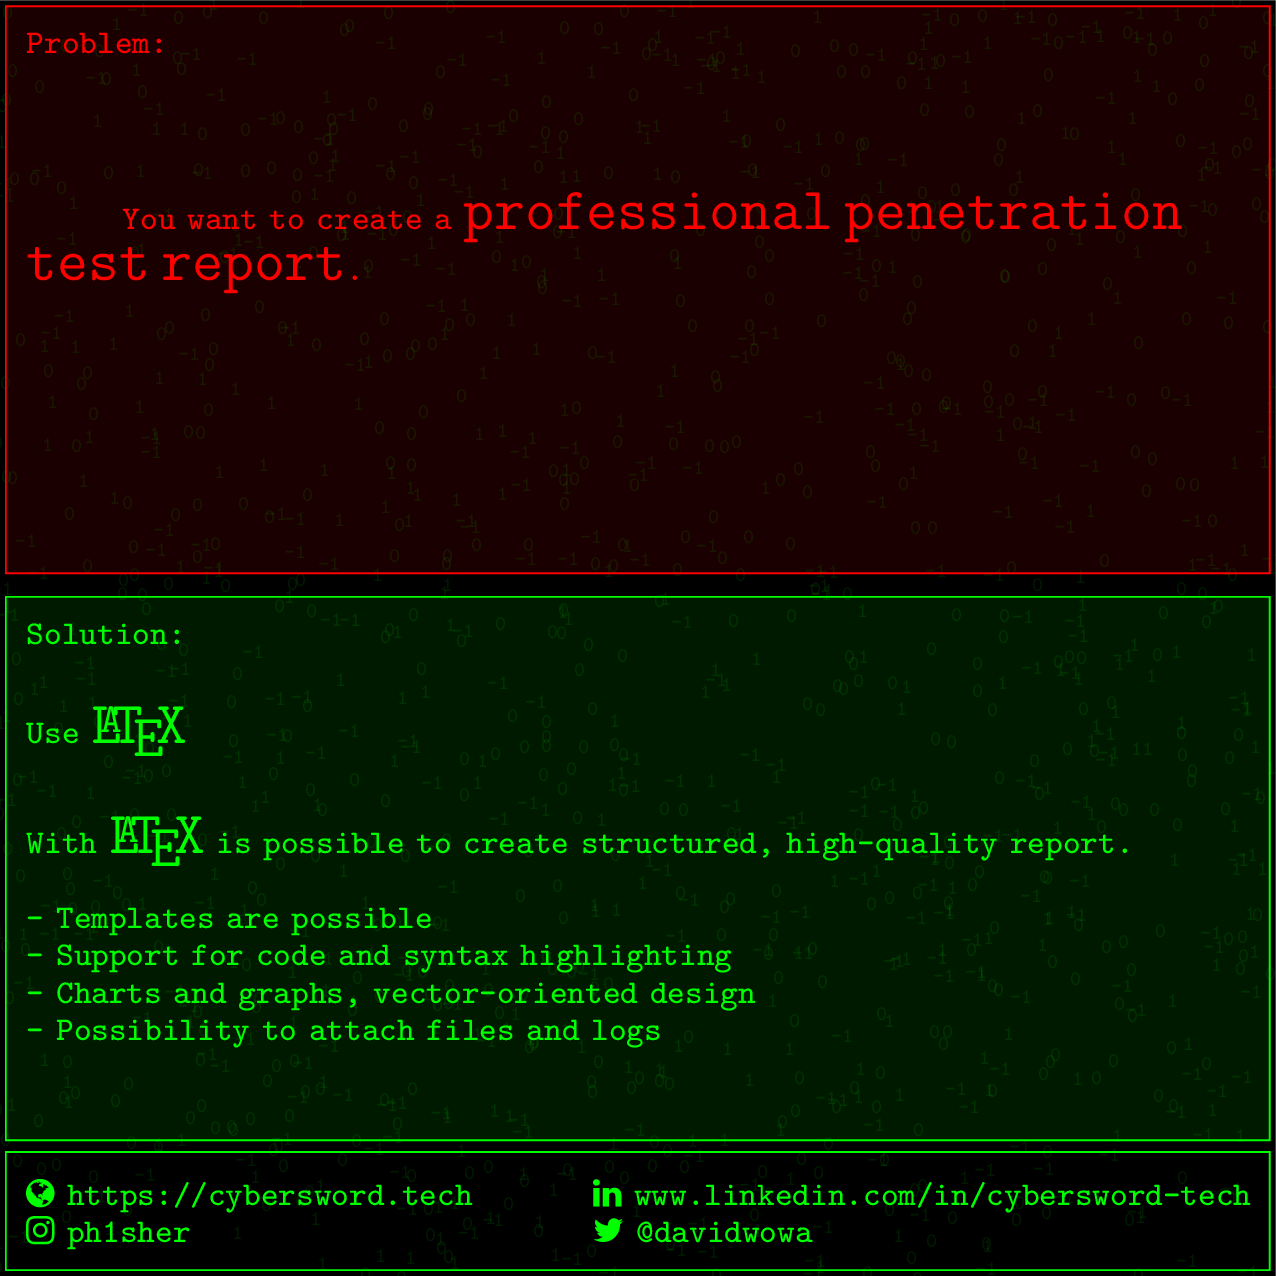 Problem:
You want to create a professional penetration
test report.
Solution:
Use LATEX
With LATEX is possible to create structured, high-quality report.
- Templates are possible
- Support for code and syntax highlighting
- Charts and graphs, vector-oriented design
- Possibility to attach files and logs
https://cybersword.tech
www.linkedin.com/in/cybersword-tech
ph1sher
@davidwowa